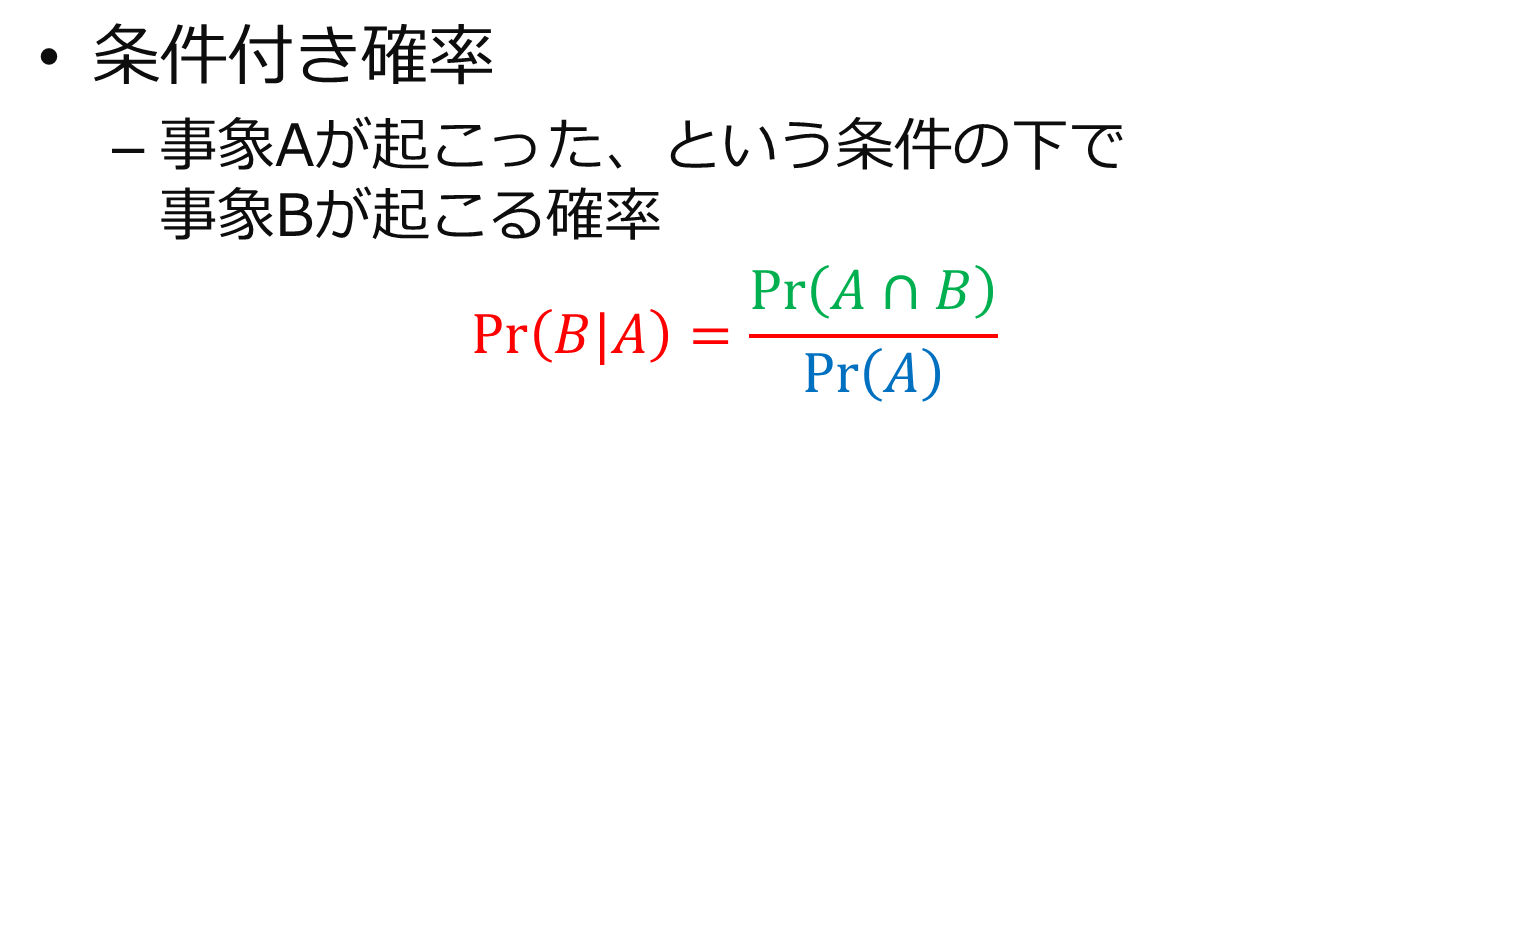 • 条件付き確率
– 事象Aが起こった、という条件の下で
事象Bが起こる確率
Pr(B|A) = Pr(A ∩ B) / Pr(A)